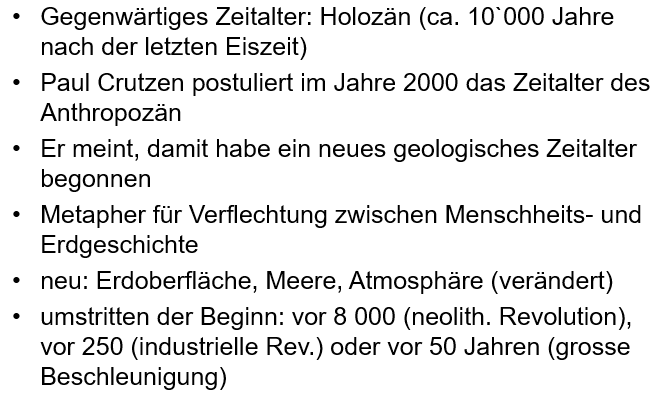 • Gegenwärtiges Zeitalter: Holozän (ca. 10`000 Jahre
nach der letzten Eiszeit)
• Paul Crutzen postuliert im Jahre 2000 das Zeitalter des
Anthropozän
• Er meint, damit habe ein neues geologisches Zeitalter
begonnen
• Metapher für Verflechtung zwischen Menschheits- und
Erdgeschichte
• neu: Erdoberfläche, Meere, Atmosphäre (verändert)
• umstritten der Beginn: vor 8 000 (neolith. Revolution),
vor 250 (industrielle Rev.) oder vor 50 Jahren (grosse
Beschleunigung)